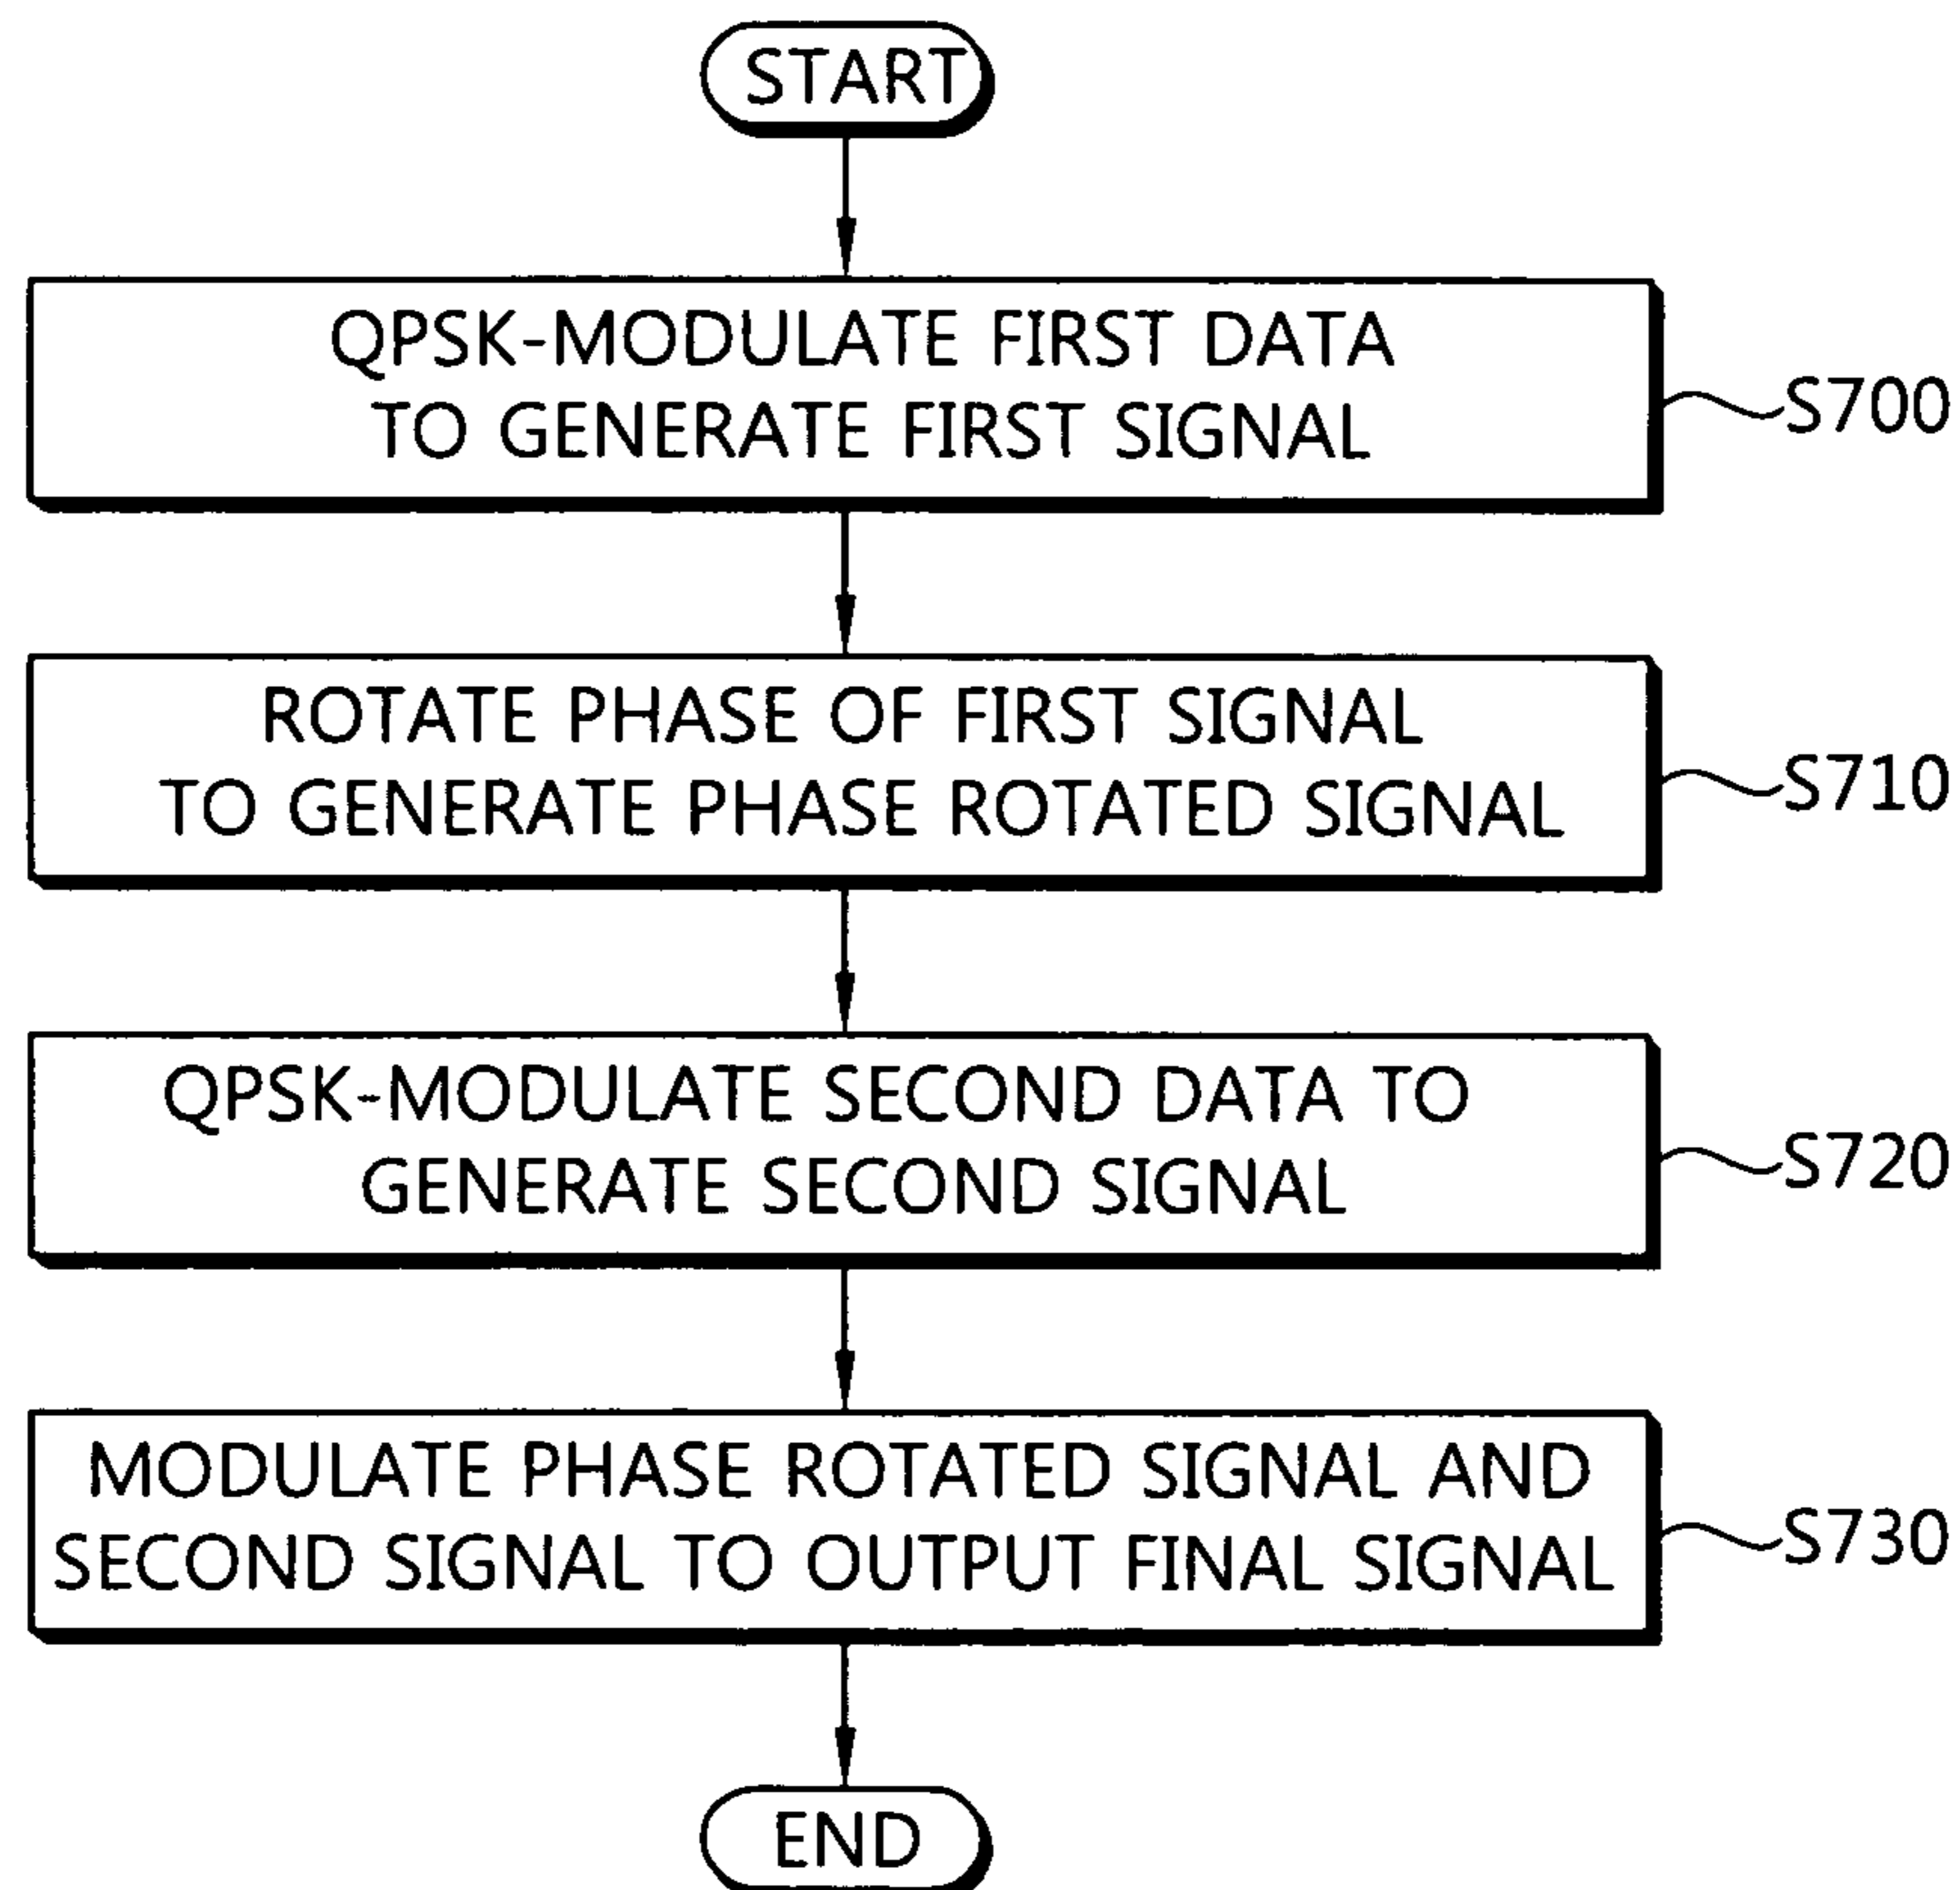 START
QPSK-MODULATE FIRST DATA
TO GENERATE FIRST SIGNAL
S700
ROTATE PHASE OF FIRST SIGNAL
TO GENERATE PHASE ROTATED SIGNAL
S710
QPSK-MODULATE SECOND DATA TO
GENERATE SECOND SIGNAL
S720
MODULATE PHASE ROTATED SIGNAL AND
SECOND SIGNAL TO OUTPUT FINAL SIGNAL
S730
END